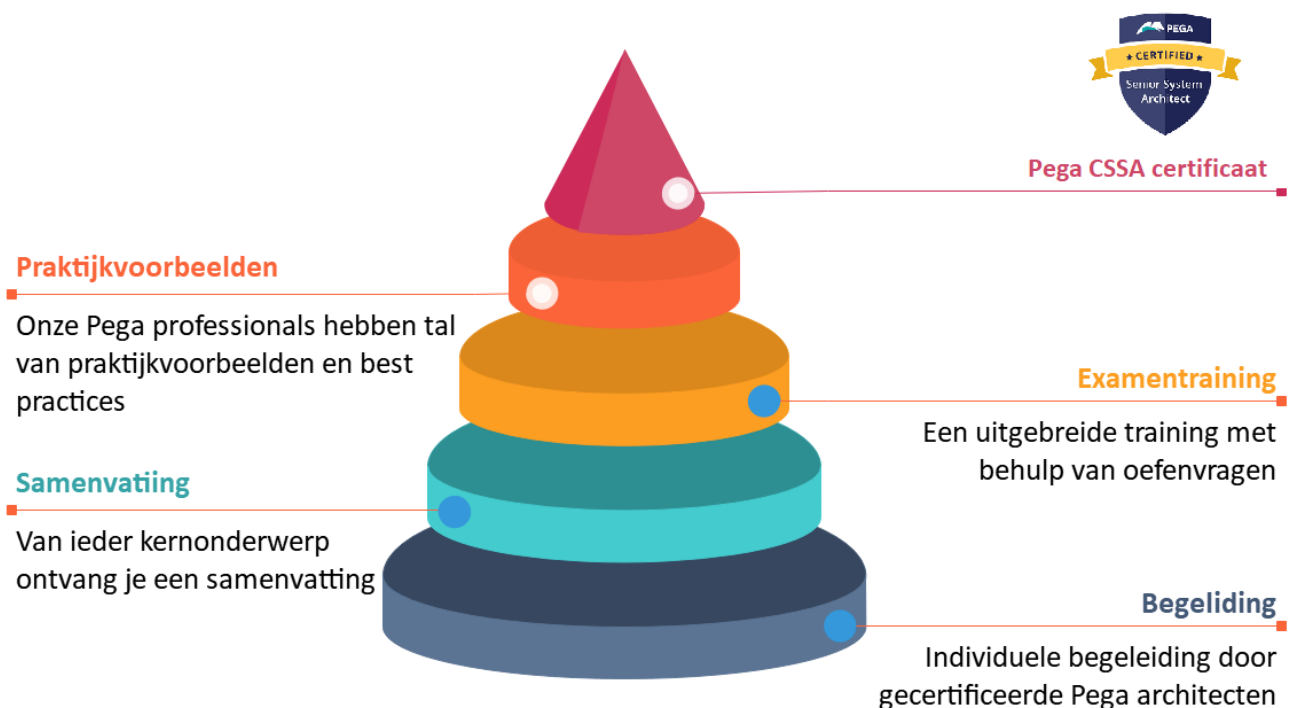 PEGA
★ CERTIFIED ★
Senior System
Architect
Pega CSSA certificaat
Praktijkvoorbeelden
Onze Pega professionals hebben tal
van praktijkvoorbeelden en best
practices
Examentraining
Een uitgebreide training met
behulp van oefenvragen
Samenvatiing
Van ieder kernonderwerp
ontvang je een samenvatting
Begeliding
Individuele begeleiding door
gecertificeerde Pega architecten